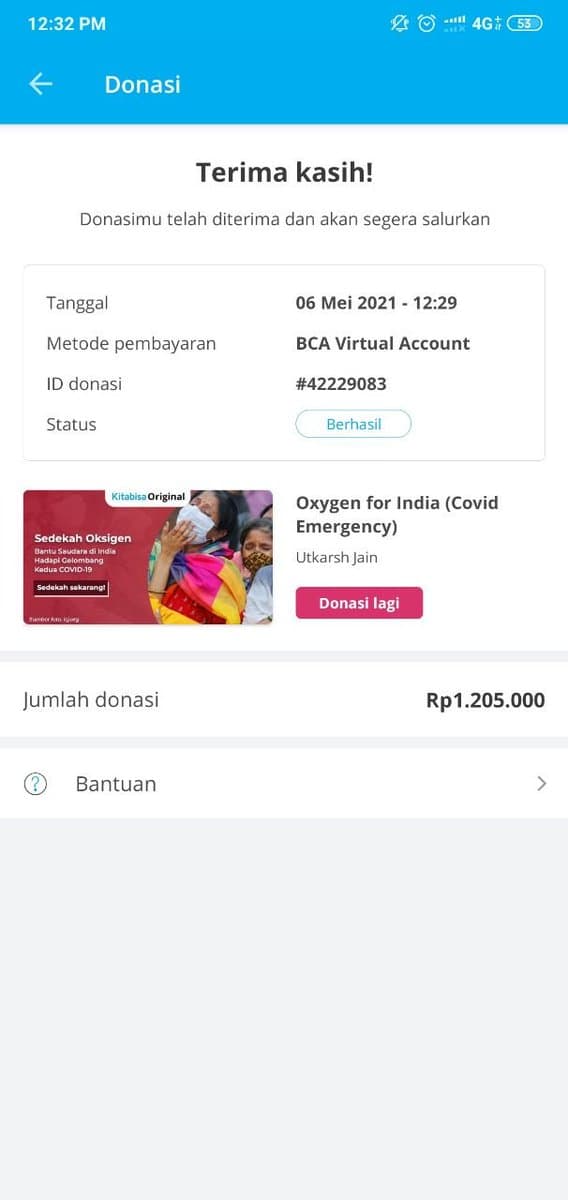 12:32 PM
4G
53
Donasi
Terima kasih!
Donasimu telah diterima dan akan segera salurkan
Tanggal 06 Mei 2021 - 12:29
Metode pembayaran BCA Virtual Account
ID donasi #42229083
Status Berhasil
Kitabisa Original
Sedekah Oksigen
Bantu Saudara di India
Hadapi Gelombang
Kedua COVID-19
Sedekah sekarang!
Oxygen for India (Covid
Emergency)
Utkarsh Jain
Donasi lagi
Jumlah donasi Rp1.205.000
Bantuan